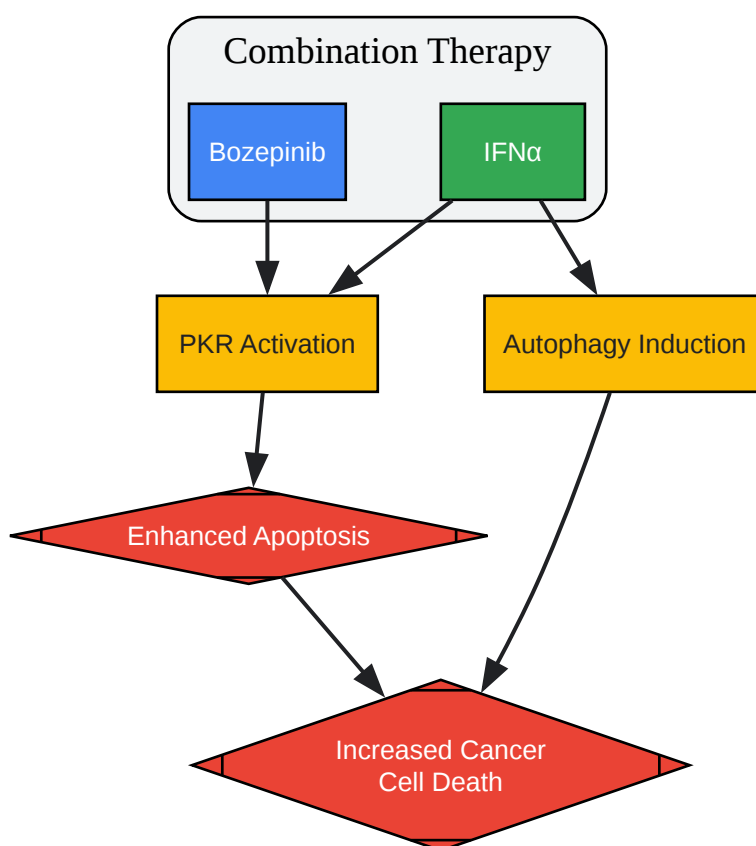 Combination Therapy
Bozepinib
IFNα
PKR Activation
Autophagy Induction
Enhanced Apoptosis
Increased Cancer
Cell Death